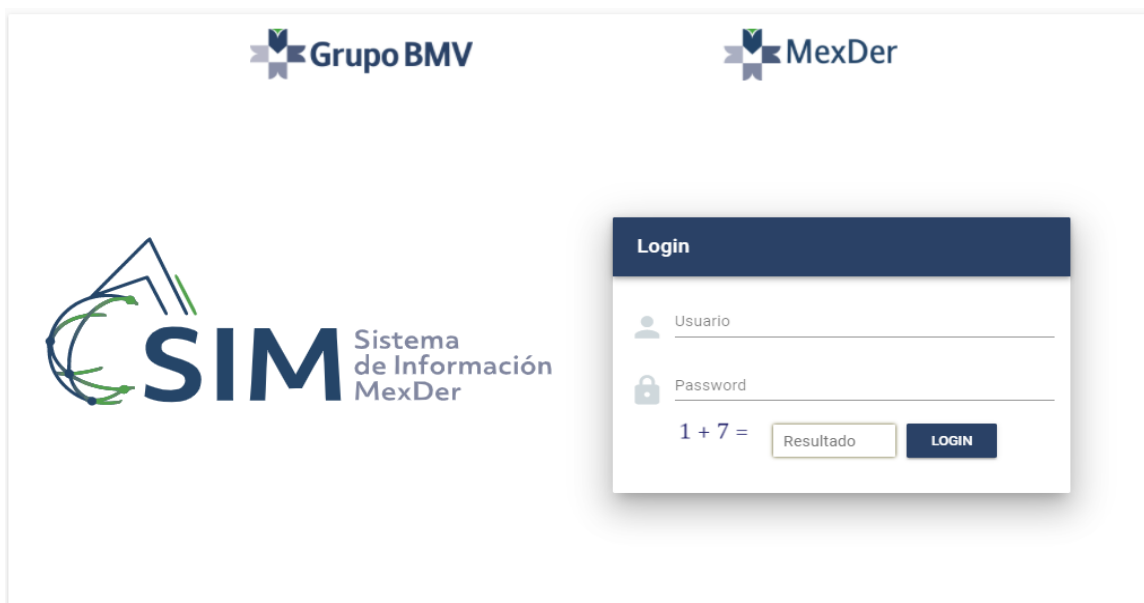 Grupo BMV
MexDer
SIM
Sistema
de Información
MexDer
Login
Usuario
Password
1 + 7 =
Resultado
LOGIN